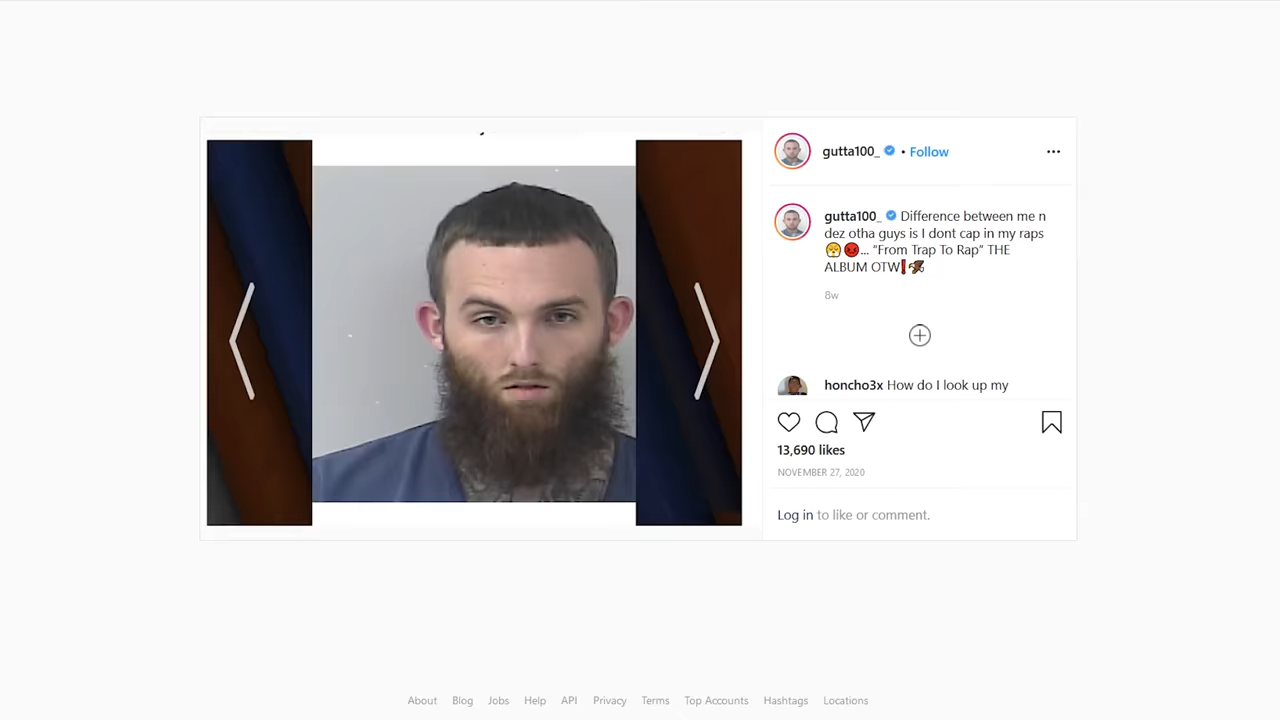 gutta100_ • Follow
gutta100_ Difference between me n
dez otha guys is I dont cap in my raps
😤😡... “From Trap To Rap” THE
ALBUM OTW❗🦅
8w
honcho3x How do I look up my
13,690 likes
NOVEMBER 27, 2020
Log in to like or comment.
About Blog Jobs Help API Privacy Terms Top Accounts Hashtags Locations